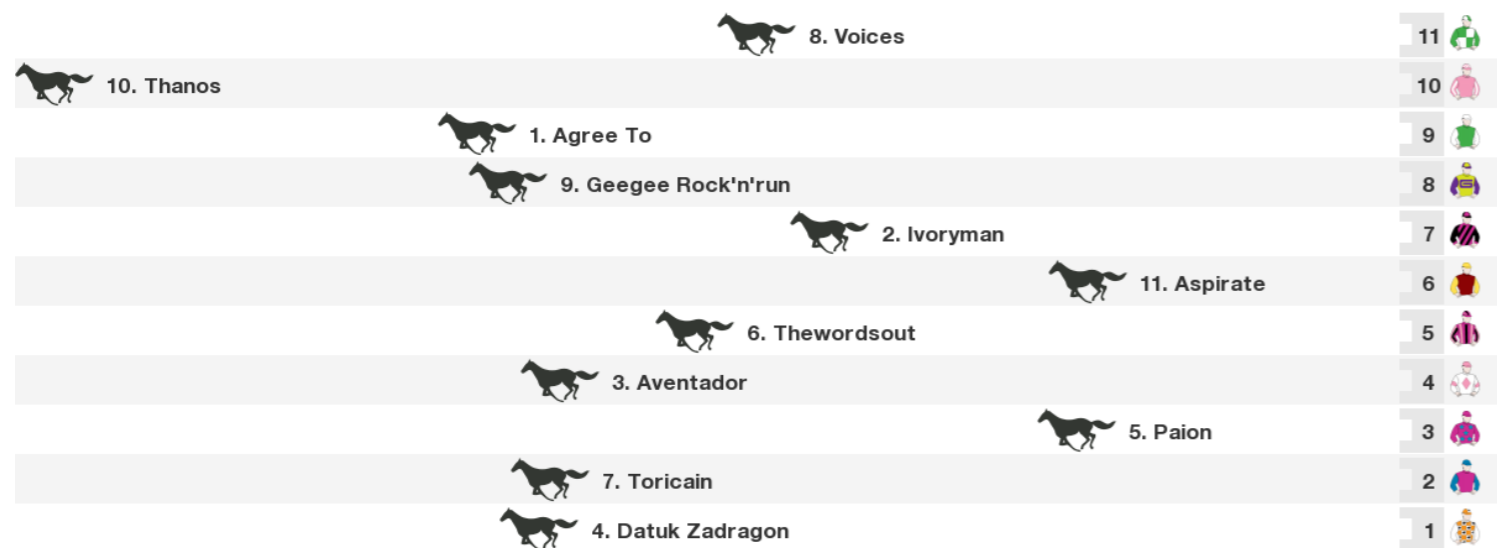 8. Voices 11
10. Thanos 10
1. Agree To 9
9. Geegee Rock'n'run 8
2. Ivoryman 7
11. Aspirate 6
6. Thewordsout 5
3. Aventador 4
5. Paion 3
7. Toricain 2
4. Datuk Zadragon 1